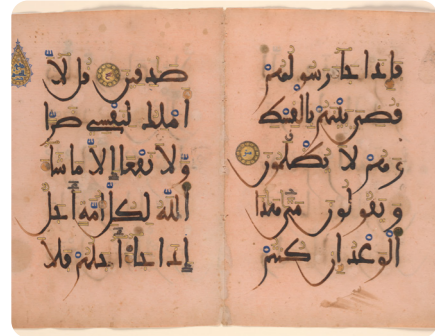 فإذا جاء رسولهم
قضي بينهم بالقسط
وهم لا يظلمون
ويقولون متى هذا
الوعد إن كنتم
صدقين قل لا
أملك لنفسي ضرا
ولا نفعا إلا ما شاء
الله لكل أمة أجل
إذا جاء أجلهم فلا